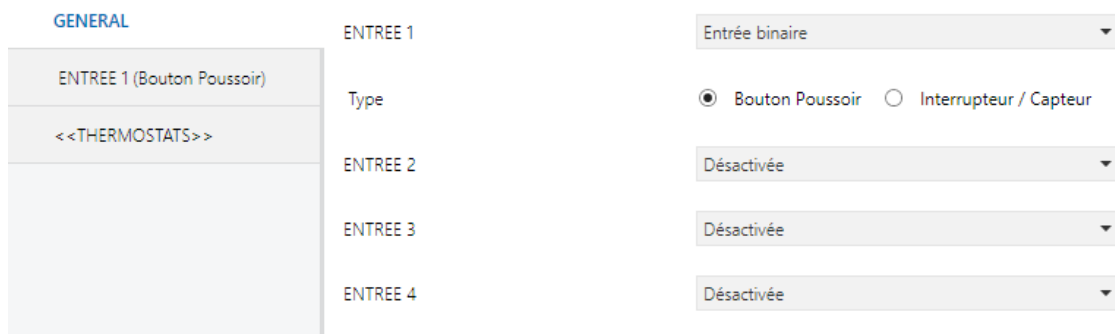 GENERAL
ENTREE 1 (Bouton Poussoir)
<<THERMOSTATS>>
ENTREE 1 Entrée binaire
Type Bouton Poussoir Interrupteur / Capteur
ENTREE 2 Désactivée
ENTREE 3 Désactivée
ENTREE 4 Désactivée